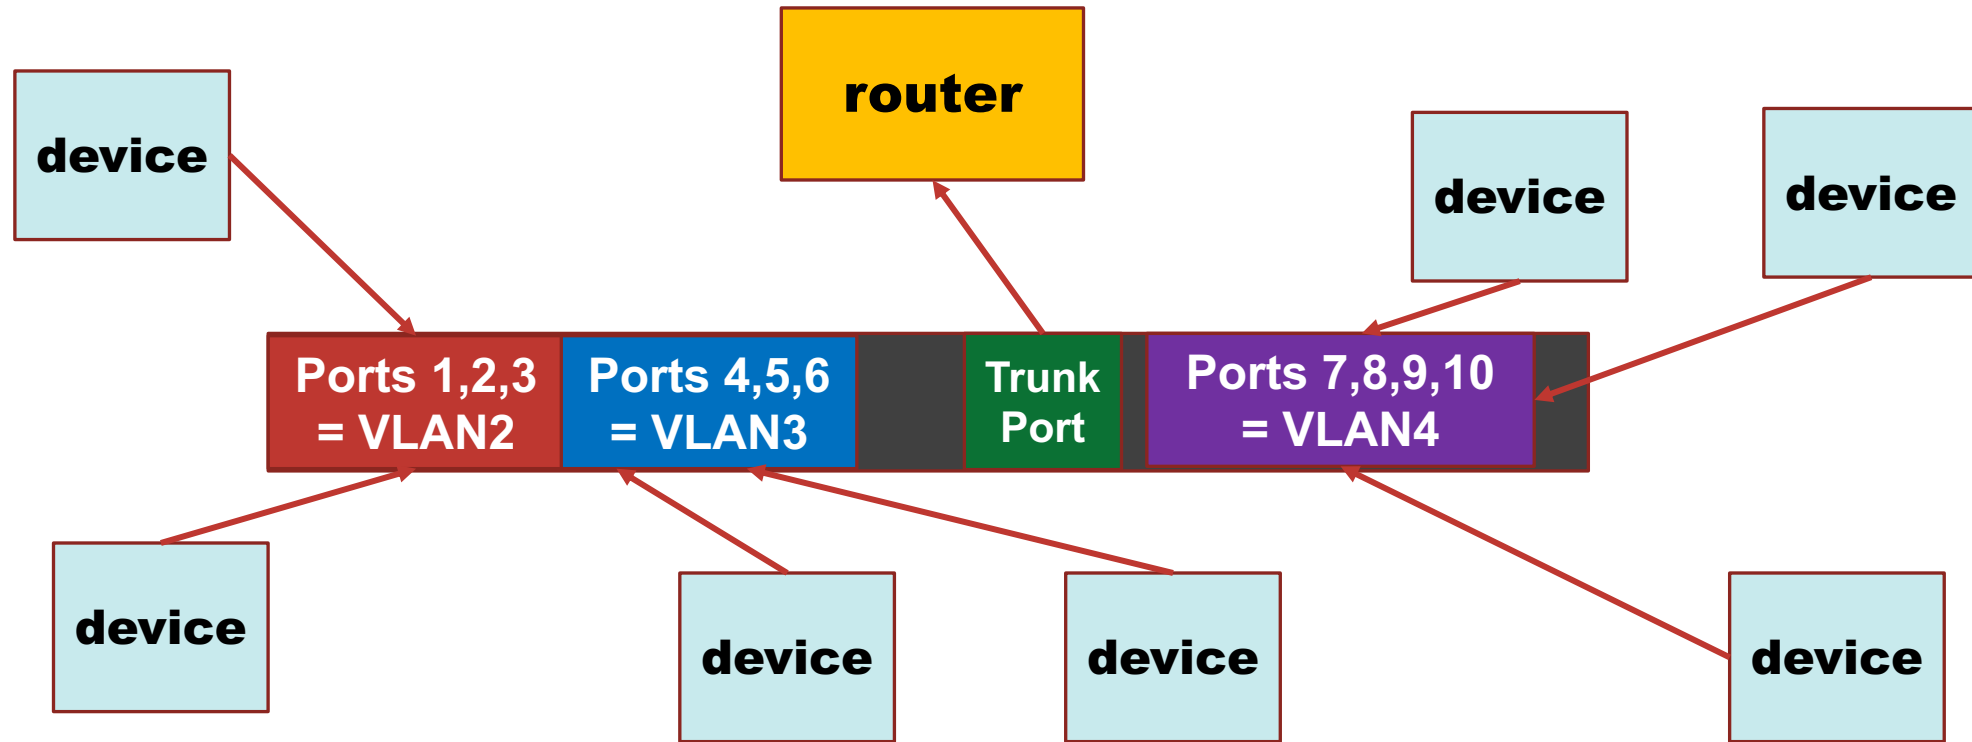 router
device
device
device
Ports 1,2,3
= VLAN2
Ports 4,5,6
= VLAN3
Trunk
Port
Ports 7,8,9,10
= VLAN4
device
device
device
device